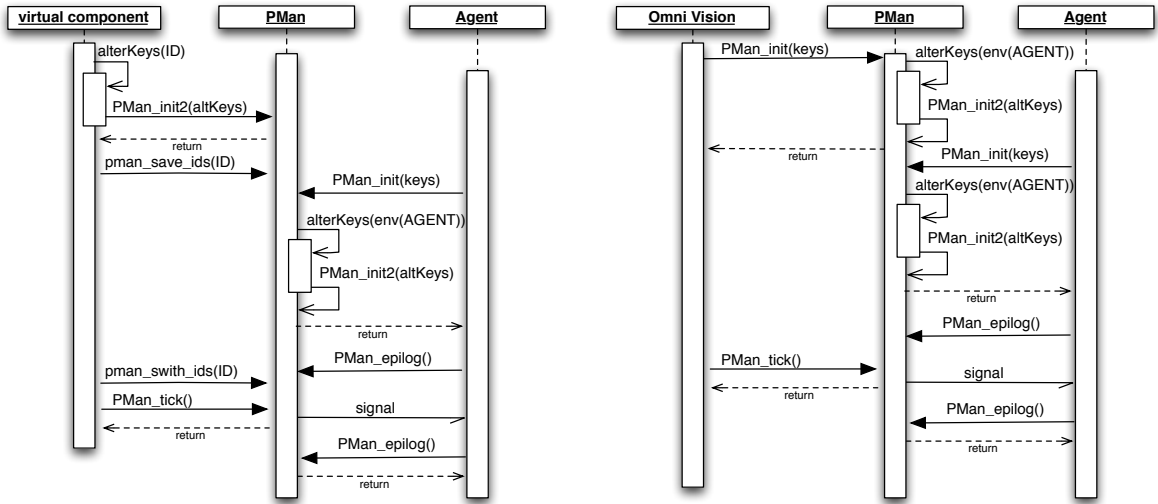 virtual component
PMan
Agent
alterKeys(ID)
PMan_init2(altKeys)
return
pman_save_ids(ID)
PMan_init(keys)
alterKeys(env(AGENT))
PMan_init2(altKeys)
return
PMan_epilog()
pman_swith_ids(ID)
PMan_tick()
signal
return
PMan_epilog()
return
Omni Vision
PMan
Agent
PMan_init(keys)
alterKeys(env(AGENT))
PMan_init2(altKeys)
return
PMan_init(keys)
alterKeys(env(AGENT))
PMan_init2(altKeys)
return
PMan_epilog()
PMan_tick()
signal
return
PMan_epilog()
return